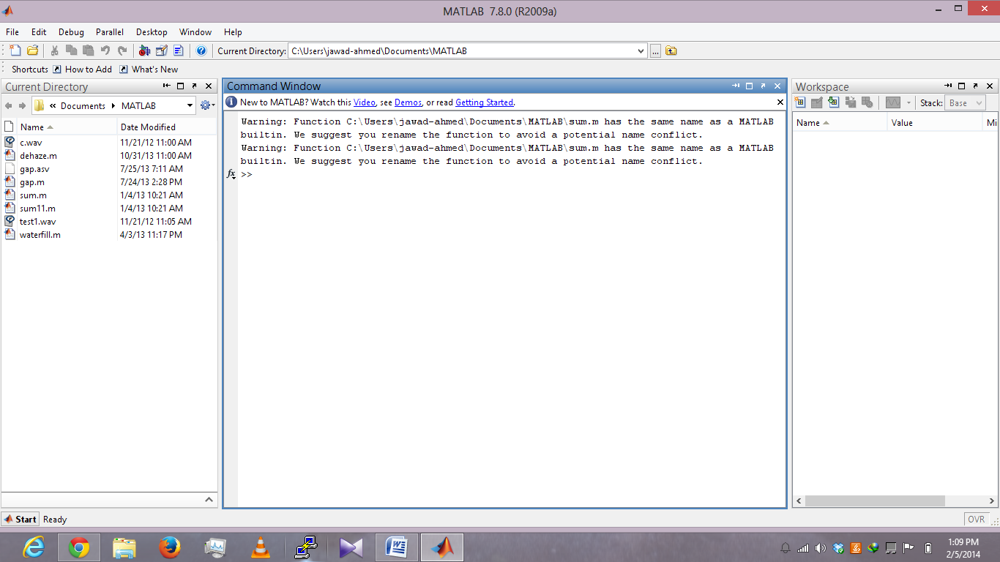 MATLAB 7.8.0 (R2009a)
File Edit Debug Parallel Desktop Window Help
Current Directory: C:\Users\jawad-ahmed\Documents\MATLAB ...
Shortcuts How to Add What's New
Current Directory
« Documents MATLAB
Name Date Modified
c.wav 11/21/12 11:00 AM
dehaze.m 10/31/13 11:00 AM
gap.asv 7/25/13 7:11 AM
gap.m 7/24/13 2:28 PM
sum.m 1/4/13 10:21 AM
sum11.m 1/4/13 10:21 AM
test1.wav 11/21/12 11:05 AM
waterfill.m 4/3/13 11:17 PM
Command Window
New to MATLAB? Watch this Video, see Demos, or read Getting Started.
Warning: Function C:\Users\jawad-ahmed\Documents\MATLAB\sum.m has the same name as a MATLAB
builtin. We suggest you rename the function to avoid a potential name conflict.
Warning: Function C:\Users\jawad-ahmed\Documents\MATLAB\sum.m has the same name as a MATLAB
builtin. We suggest you rename the function to avoid a potential name conflict.
fx >>
Workspace
Stack: Base
Name Value Mi
Start Ready
OVR
1:09 PM
2/5/2014